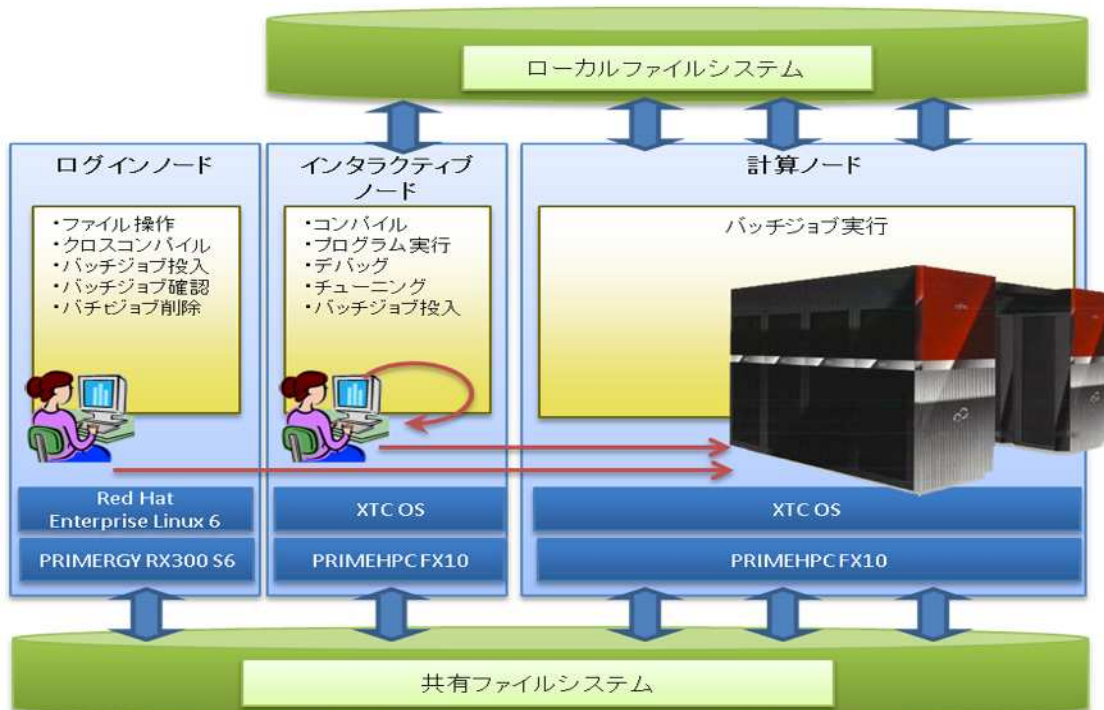 ローカルファイルシステム
ログインノード
・ファイル操作
・クロスコンパイル
・バッチジョブ投入
・バッチジョブ確認
・バチヒジョブ削除
Red Hat
Enterprise Linux 6
PRIMERGY RX300 S6
インタラクティブ
ノード
・コンパイル
・プログラム実行
・デバッグ
・チューニング
・バッチジョブ投入
XTC OS
PRIMEHPC FX10
計算ノード
バッチジョブ実行
XTC OS
PRIMEHPC FX10
共有ファイルシステム